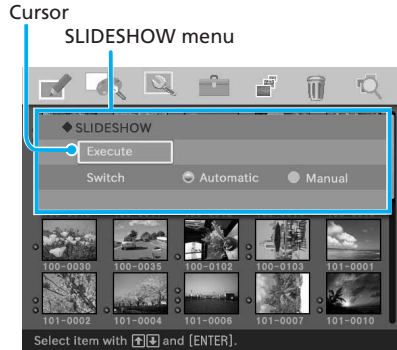 Cursor
SLIDESHOW menu
◆SLIDESHOW
Execute
Switch Automatic Manual
100-0030 100-0035 100-0102 100-0103 101-0001
101-0002 101-0004 101-0006 101-0007 101-0010
Select item with [↑][↓] and [ENTER].